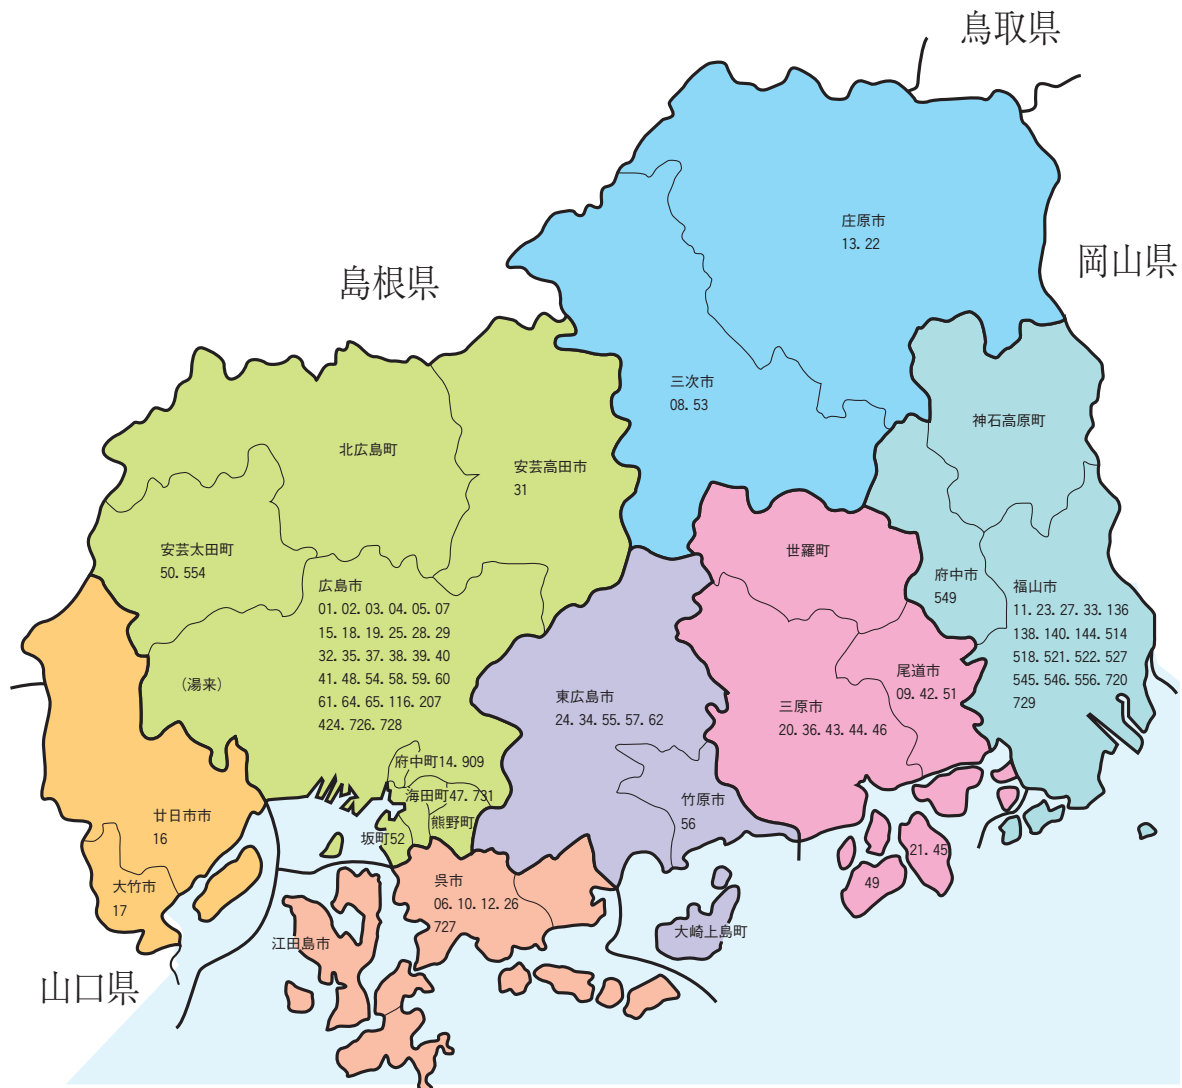 鳥取県
庄原市
13. 22
岡山県
島根県
三次市
08. 53
神石高原町
北広島町
安芸高田市
31
安芸太田町
50. 554
世羅町
府中市
549
福山市
11. 23. 27. 33. 136
138. 140. 144. 514
518. 521. 522. 527
545. 546. 556. 720
729
広島市
01. 02. 03. 04. 05. 07
15. 18. 19. 25. 28. 29
32. 35. 37. 38. 39. 40
41. 48. 54. 58. 59. 60
61. 64. 65. 116. 207
424. 726. 728
(湯来)
東広島市
24. 34. 55. 57. 62
三原市
20. 36. 43. 44. 46
尾道市
09. 42. 51
府中町14. 909
海田町47. 731
熊野町
坂町52
竹原市
56
廿日市市
16
大竹市
17
呉市
06. 10. 12. 26
727
21. 45
49
江田島市
大崎上島町
山口県